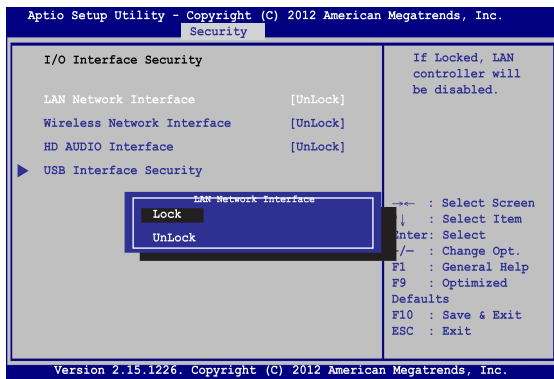 Aptio Setup Utility - Copyright (C) 2012 American Megatrends, Inc.
Security
I/O Interface Security
LAN Network Interface [UnLock]
Wireless Network Interface [UnLock]
HD AUDIO Interface [UnLock]
USB Interface Security
If Locked, LAN
controller will
be disabled.
LAN Network Interface
Lock
UnLock
→← : Select Screen
↓ : Select Item
Enter: Select
/— : Change Opt.
F1 : General Help
F9 : Optimized
Defaults
F10 : Save & Exit
ESC : Exit
Version 2.15.1226. Copyright (C) 2012 American Megatrends, Inc.